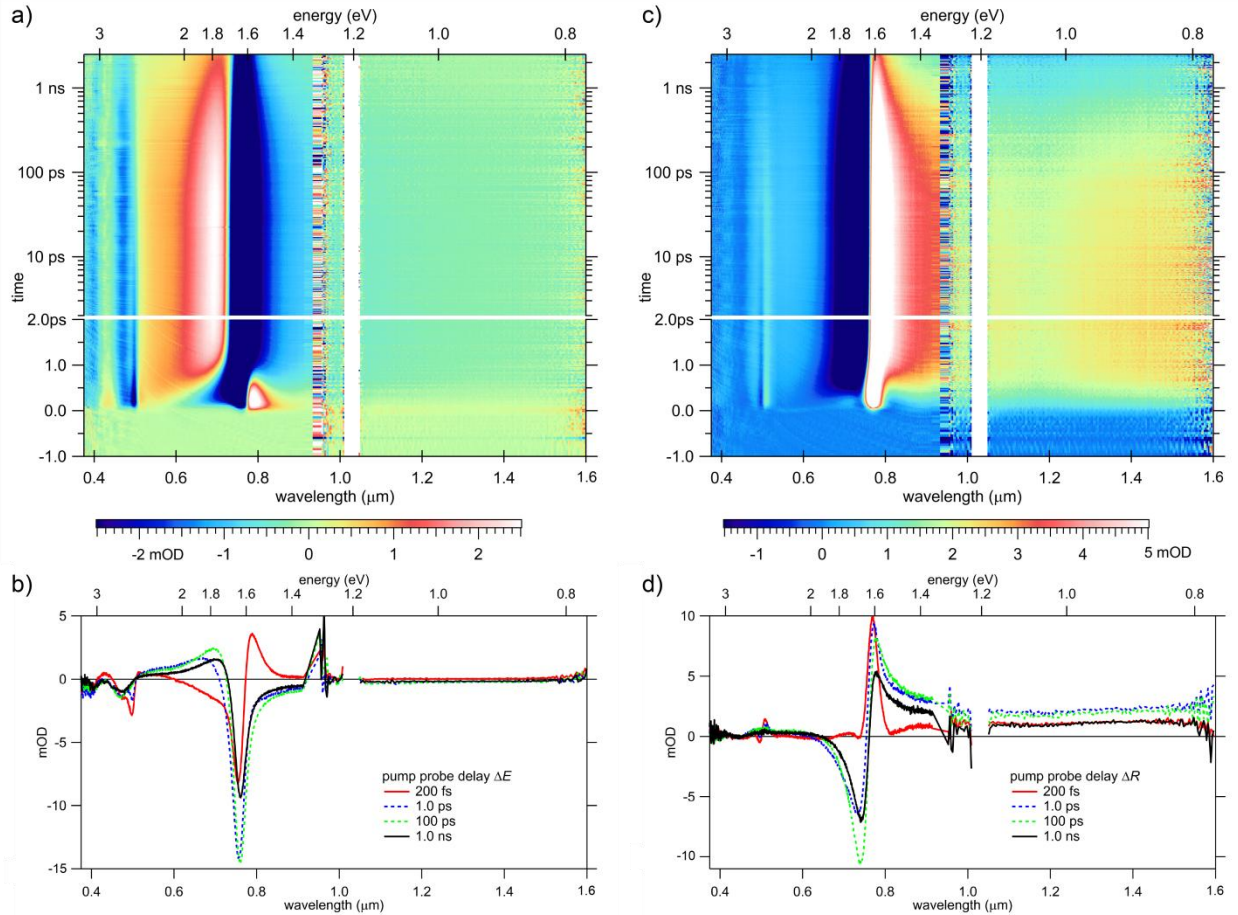 a)
energy (eV)
3 2 1.8 1.6 1.4 1.2 1.0 0.8
time
1 ns
100 ps
10 ps
2.0ps
1.0
0.0
-1.0
0.4 0.6 0.8 1.0 1.2 1.4 1.6
wavelength (μm)
-2 mOD -1 0 1 2
c)
energy (eV)
3 2 1.8 1.6 1.4 1.2 1.0 0.8
time
1 ns
100 ps
10 ps
2.0ps
1.0
0.0
-1.0
0.4 0.6 0.8 1.0 1.2 1.4 1.6
wavelength (μm)
-1 0 1 2 3 4 5 mOD
b)
energy (eV)
3 2 1.8 1.6 1.4 1.2 1.0 0.8
mOD
5
0
-5
-10
-15
pump probe delay ΔE
200 fs
1.0 ps
100 ps
1.0 ns
0.4 0.6 0.8 1.0 1.2 1.4 1.6
wavelength (μm)
d)
energy (eV)
3 2 1.8 1.6 1.4 1.2 1.0 0.8
mOD
10
5
0
-5
-10
pump probe delay ΔR
200 fs
1.0 ps
100 ps
1.0 ns
0.4 0.6 0.8 1.0 1.2 1.4 1.6
wavelength (μm)